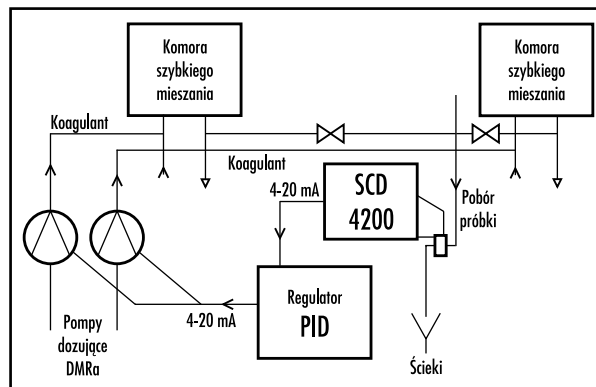 Komora
szybkiego
mieszania
Komora
szybkiego
mieszania
Koagulant
Koagulant
4-20 mA
SCD
4200
Pobór
próbki
Regulator
PID
4-20 mA
Pompy
dozujące
DMRa
Ścieki